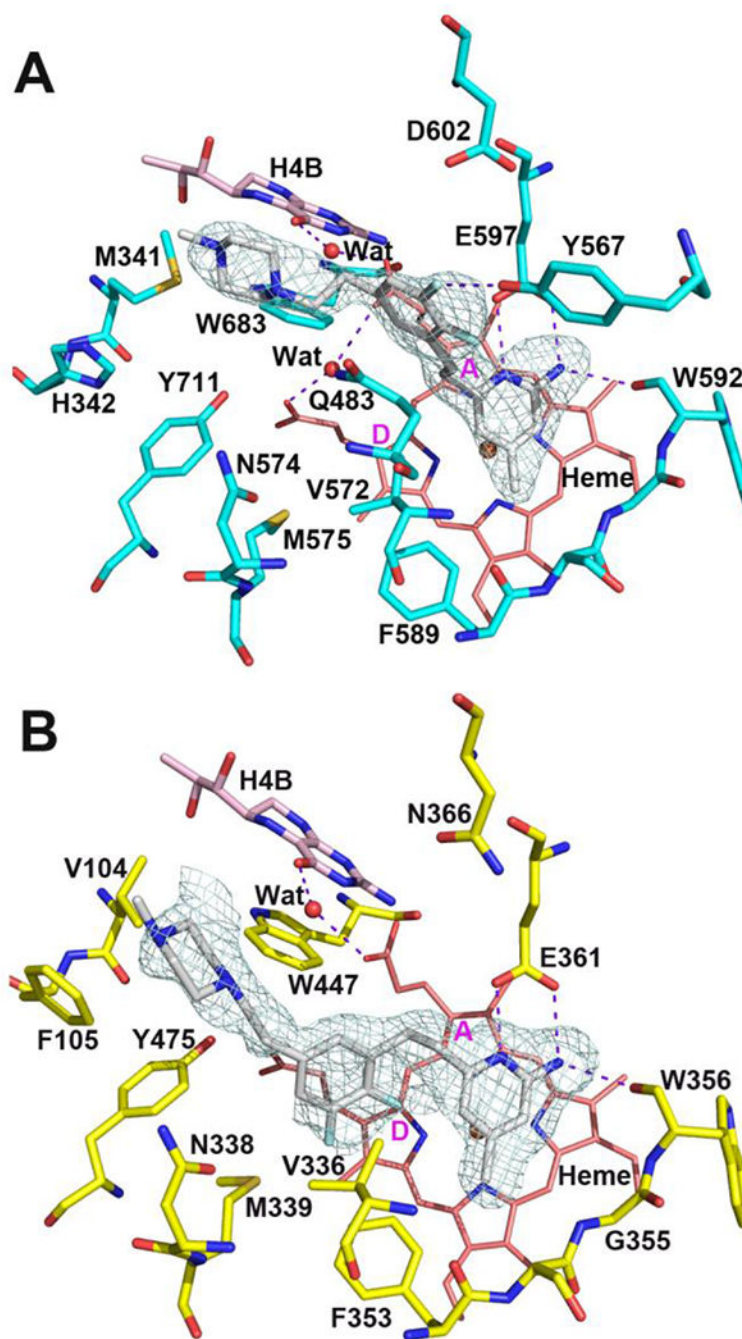 A
D602
H4B
E597
Y567
Wat
M341
W683
Wat
A
W592
H342
Y711
Q483
D
N574
V572
Heme
M575
F589
B
H4B
N366
V104
Wat
E361
W447
F105
Y475
A
W356
D
N338
V336
Heme
M339
G355
F353